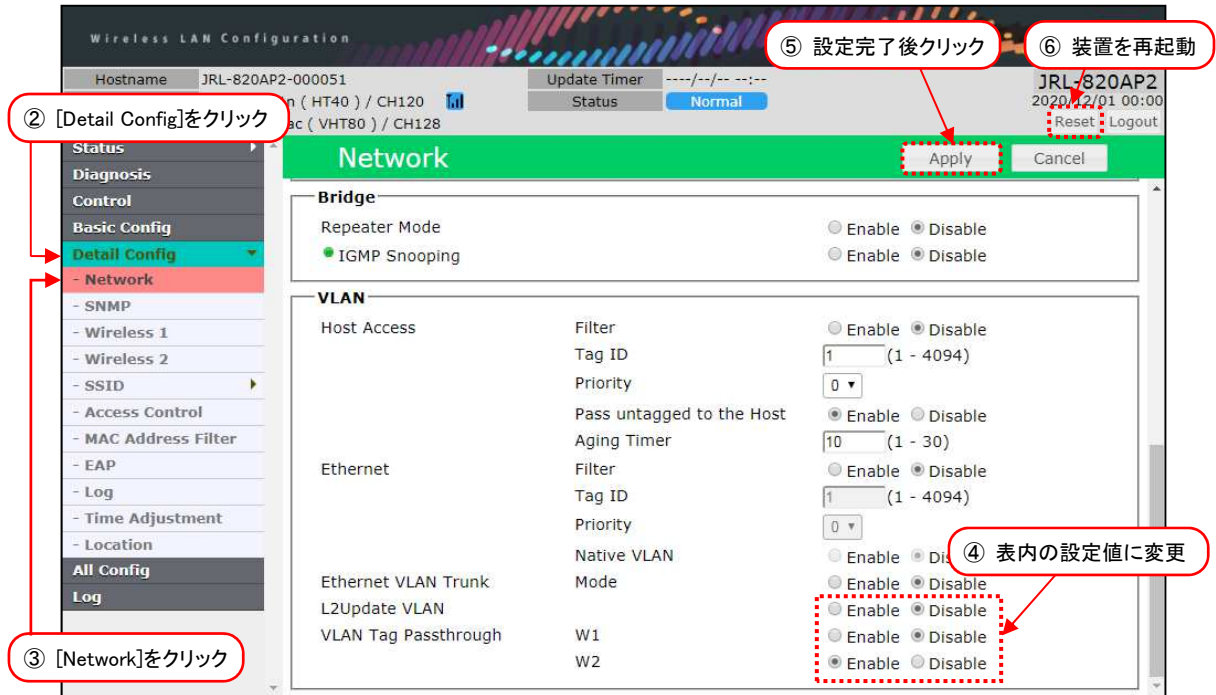 Wireless LAN Configuration
⑤ 設定完了後クリック
⑥ 装置を再起動
Hostname JRL-820AP2-000051 Update Timer ----/--/-- --:-- JRL-820AP2
n ( HT40 ) / CH120 Status Normal 2020/12/01 00:00
② [Detail Config]をクリック
ac ( VHT80 ) / CH128 Reset Logout
Status
Network Apply Cancel
Diagnosis
Control
Basic Config
Detail Config
- Network
- SNMP
- Wireless 1
- Wireless 2
- SSID
- Access Control
- MAC Address Filter
- EAP
- Log
- Time Adjustment
- Location
All Config
Log
③ [Network]をクリック
Bridge
Repeater Mode Enable Disable
IGMP Snooping Enable Disable
VLAN
Host Access Filter Enable Disable
Tag ID 1 (1 - 4094)
Priority 0
Pass untagged to the Host Enable Disable
Aging Timer 10 (1 - 30)
Ethernet Filter Enable Disable
Tag ID 1 (1 - 4094)
Priority 0
Native VLAN Enable
④ 表内の設定値に変更
Ethernet VLAN Trunk Mode Enable Disable
L2Update VLAN Enable Disable
VLAN Tag Passthrough W1 Enable Disable
W2 Enable Disable